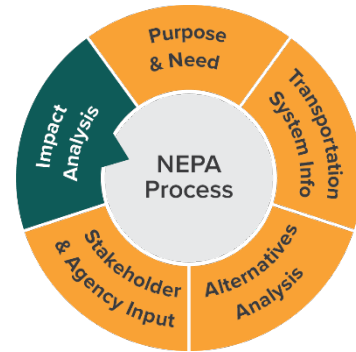 Purpose
& Need
Transportation
System Info
Alternatives
Analysis
Stakeholder
& Agency Input
Impact
Analysis
NEPA
Process